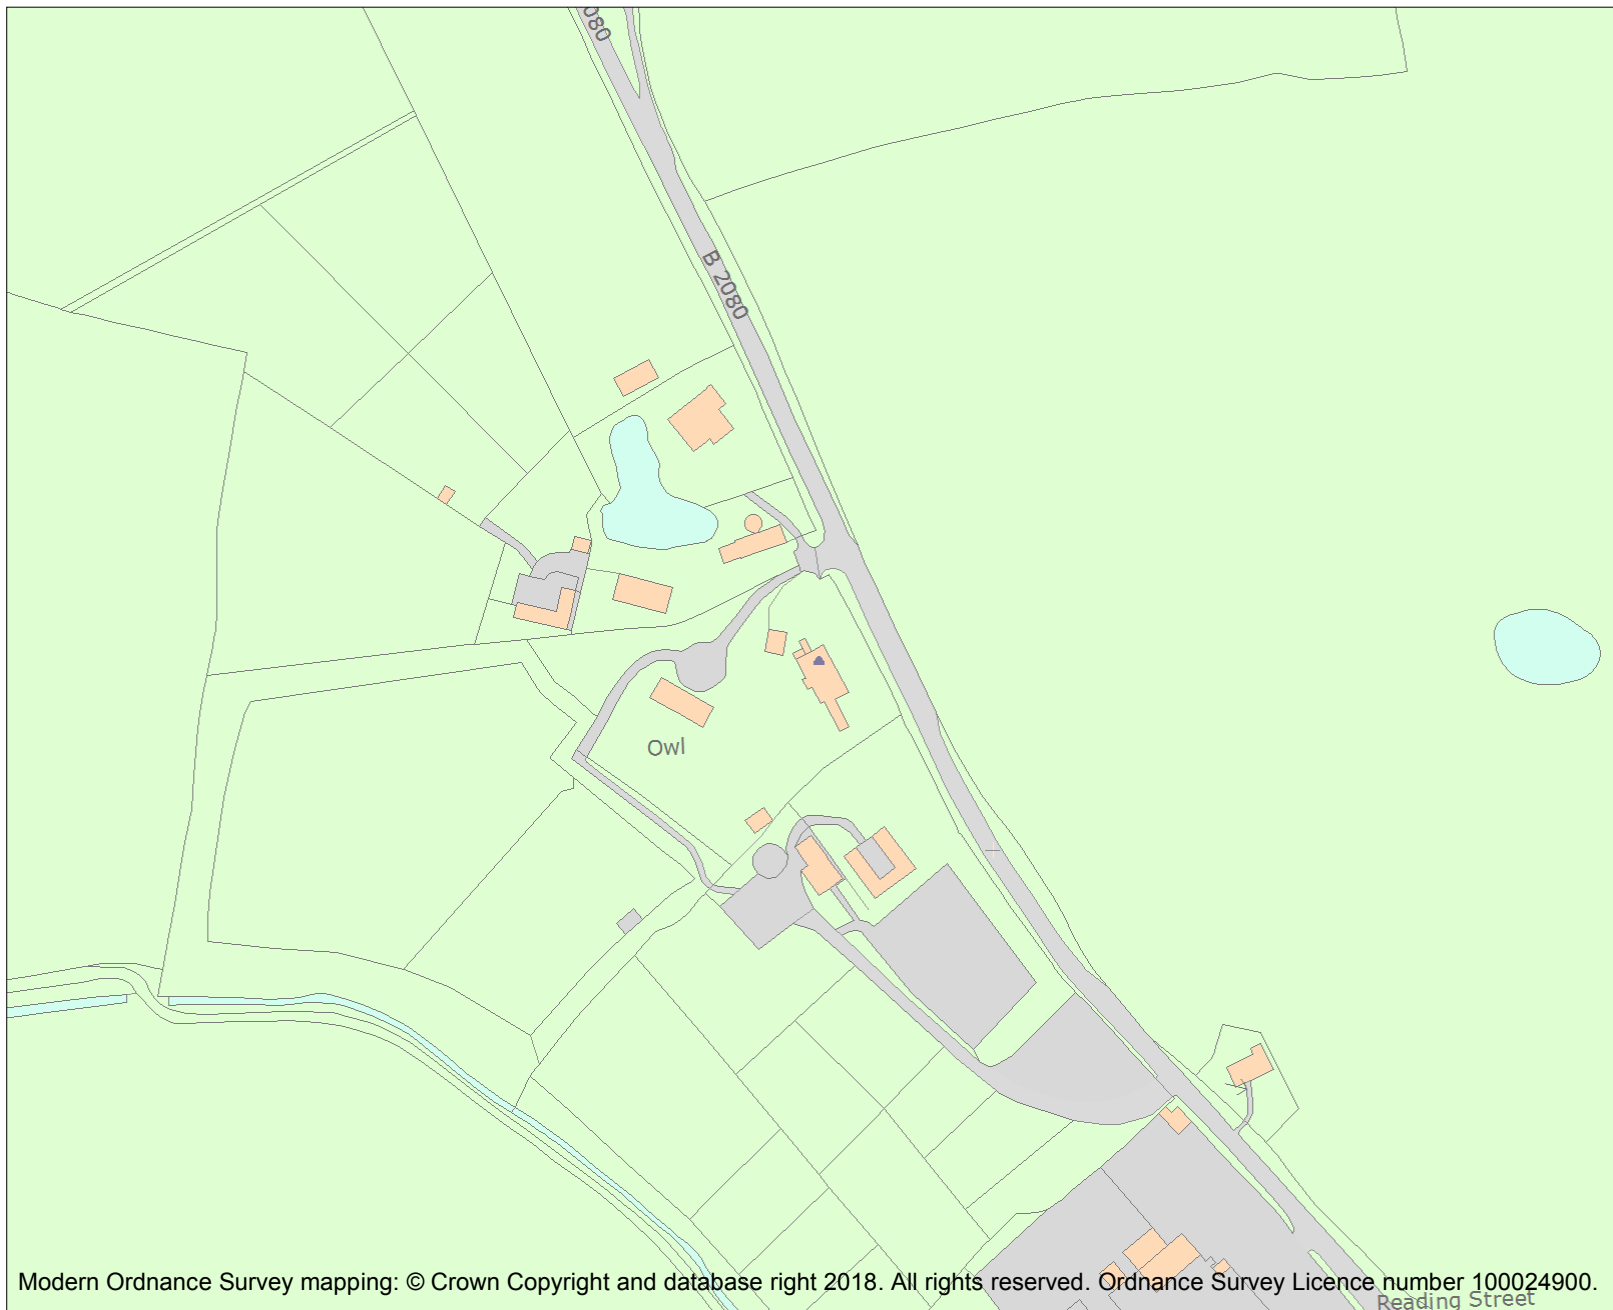 080
B 2080
Owl
Modern Ordnance Survey mapping: © Crown Copyright and database right 2018. All rights reserved. Ordnance Survey Licence number 100024900.
Reading Street